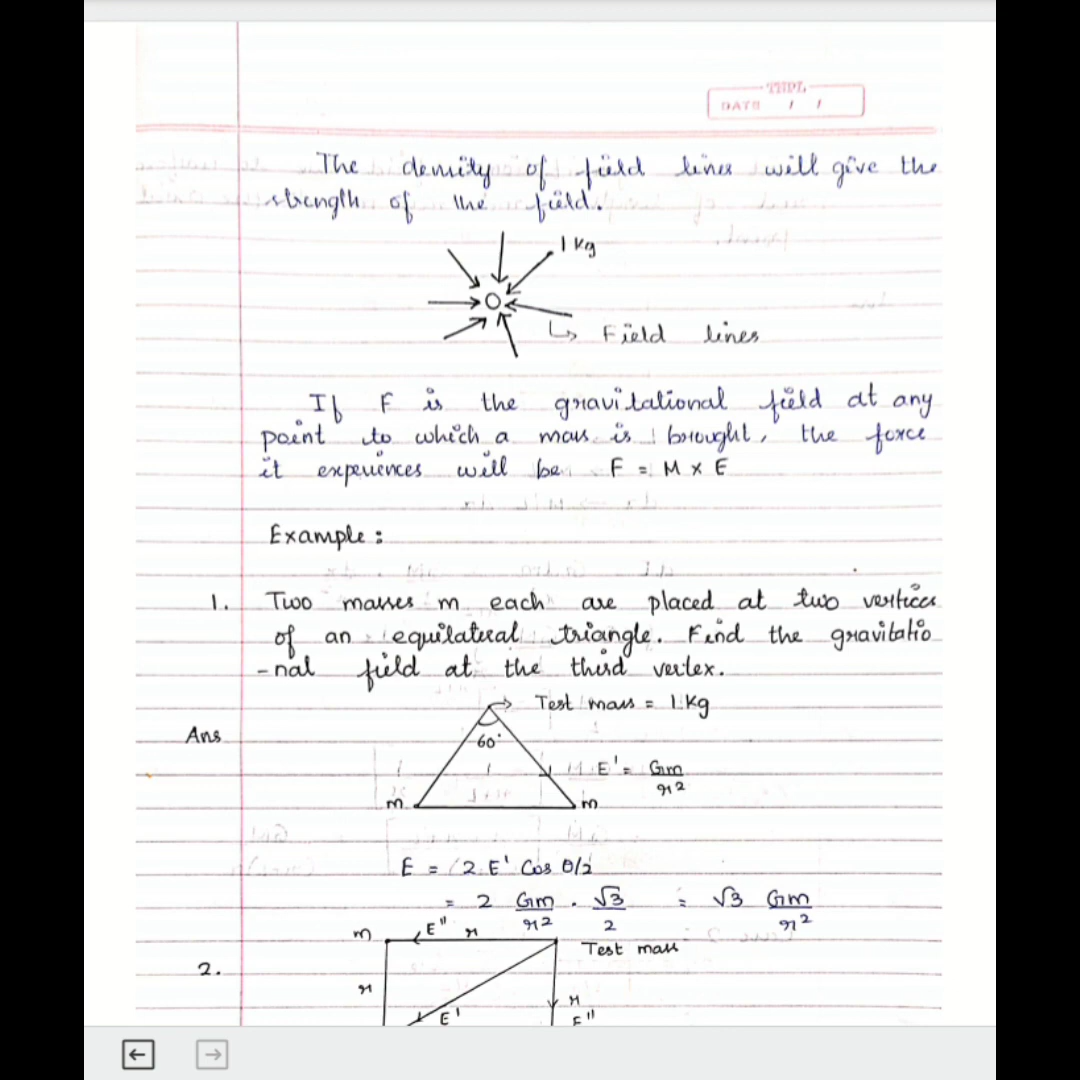 THPL
DATE / /
The density of field lines will give the
strength of the field.
1 kg
Field lines
If F is the gravitational field at any
point to which a mass is brought, the force
it experiences will be F = M x E
Example :
1. Two masses m each are placed at two vertices
of an equilateral triangle. Find the gravitatio
-nal field at the third vertex.
Test mass = 1 kg
Ans
60°
E' = Gm/r²
m m
E = 2 E' Cos θ/2
= 2 Gm/r² . √3/2 = √3 Gm/r²
m E'' r
Test mass
2.
r r
E' E''